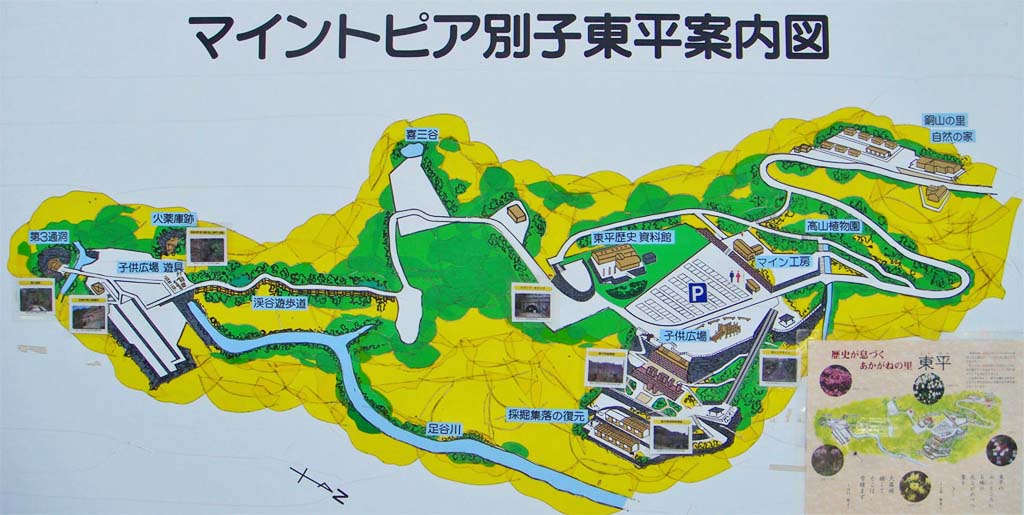 マイントピア別子東平案内図
喜三谷
銅山の里
自然の家
火薬庫跡
第3通洞
子供広場 遊具
渓谷遊歩道
東平歴史資料館
高山植物園
マイン工房
P
子供広場
採掘集落の復元
足谷川
N
歴史が息づく
あかがねの里
東平